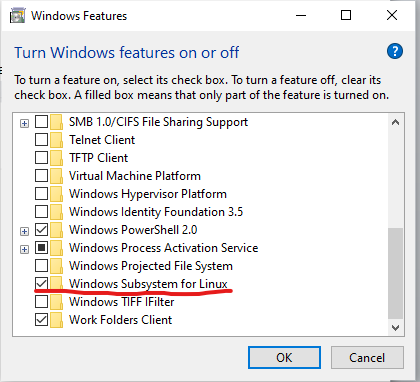 Windows Features
Turn Windows features on or off
To turn a feature on, select its check box. To turn a feature off, clear its
check box. A filled box means that only part of the feature is turned on.
SMB 1.0/CIFS File Sharing Support
Telnet Client
TFTP Client
Virtual Machine Platform
Windows Hypervisor Platform
Windows Identity Foundation 3.5
Windows PowerShell 2.0
Windows Process Activation Service
Windows Projected File System
Windows Subsystem for Linux
Windows TIFF IFilter
Work Folders Client
OK
Cancel